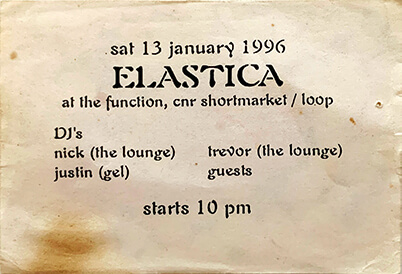 sat 13 january 1996
ELASTICA
at the function, cnr shortmarket / loop
DJ's
nick (the lounge) trevor (the lounge)
justin (gel) guests
starts 10 pm